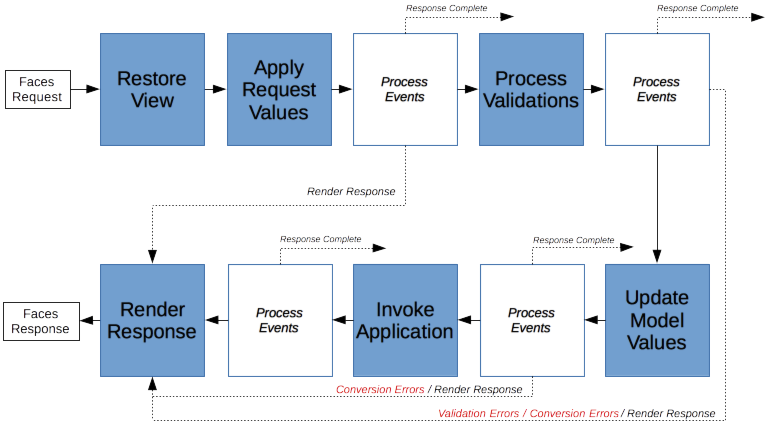 Response Complete
Response Complete
Faces
Request
Restore
View
Apply
Request
Values
Process
Events
Process
Validations
Process
Events
Render Response
Response Complete
Response Complete
Faces
Response
Render
Response
Process
Events
Invoke
Application
Process
Events
Update
Model
Values
Conversion Errors / Render Response
Validation Errors / Conversion Errors / Render Response